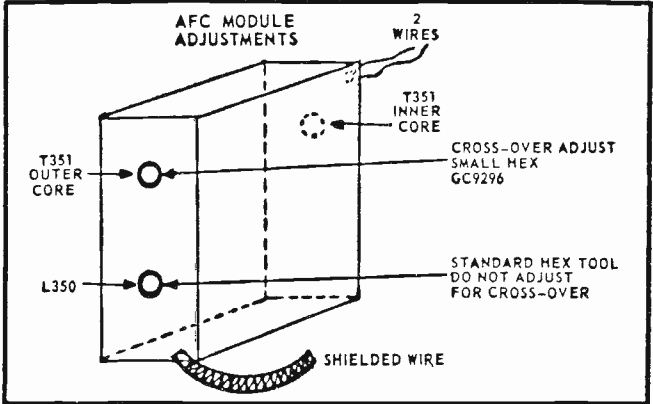 AFC MODULE
ADJUSTMENTS
2
WIRES
T351
INNER
CORE
T351
OUTER
CORE
CROSS-OVER ADJUST
SMALL HEX
GC9296
L350
STANDARD HEX TOOL
DO NOT ADJUST
FOR CROSS-OVER
SHIELDED WIRE